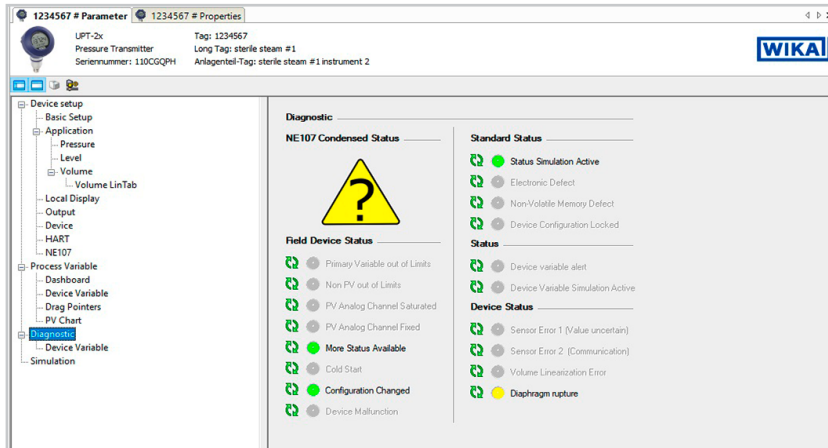 1234567 # Parameter
1234567 # Properties
UPT-2x
Tag: 1234567
Pressure Transmitter
Long Tag: sterile steam #1
Seriennummer: 110CGQPH
Anlagenteil-Tag: sterile steam #1 instrument 2
WIKAI
Device setup
Basic Setup
Application
Pressure
Level
Volume
Volume LinTab
Local Display
Output
Device
HART
NE107
Process Variable
Dashboard
Device Variable
Drag Pointers
PV Chart
Diagnostic
Device Variable
Simulation
Diagnostic
NE107 Condensed Status
?
Field Device Status
Primary Variable out of Limits
Non PV out of Limits
PV Analog Channel Saturated
PV Analog Channel Fixed
More Status Available
Cold Start
Configuration Changed
Device Malfunction
Standard Status
Status Simulation Active
Electronic Defect
Non-Volatile Memory Defect
Device Configuration Locked
Status
Device variable alert
Device Variable Simulation Active
Device Status
Sensor Error 1 (Value uncertain)
Sensor Error 2 (Communication)
Volume Linearization Error
Diaphragm rupture